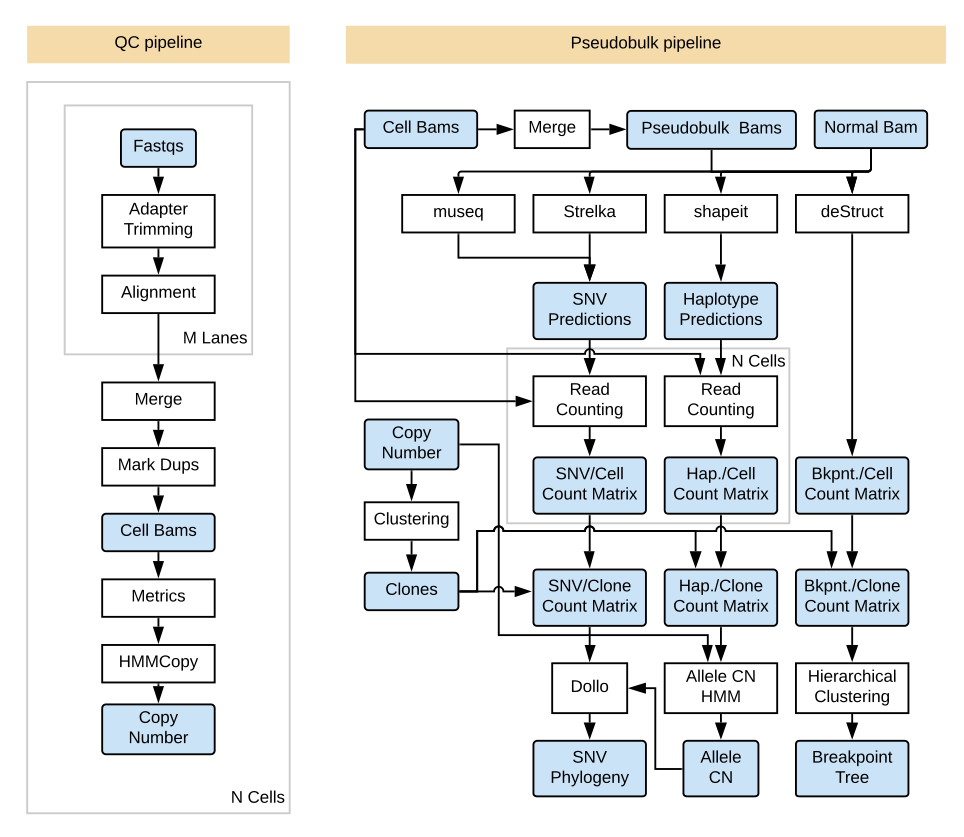 QC pipeline
Fastqs
Adapter
Trimming
Alignment
M Lanes
Merge
Mark Dups
Cell Bams
Metrics
HMMCopy
Copy
Number
N Cells
Pseudobulk pipeline
Cell Bams
Merge
Pseudobulk Bams
Normal Bam
museq
Strelka
shapeit
deStruct
SNV
Predictions
Haplotype
Predictions
N Cells
Read
Counting
Read
Counting
Copy
Number
SNV/Cell
Count Matrix
Hap./Cell
Count Matrix
Bkpnt./Cell
Count Matrix
Clustering
Clones
SNV/Clone
Count Matrix
Hap./Clone
Count Matrix
Bkpnt./Clone
Count Matrix
Dollo
Allele CN
HMM
Hierarchical
Clustering
SNV
Phylogeny
Allele
CN
Breakpoint
Tree